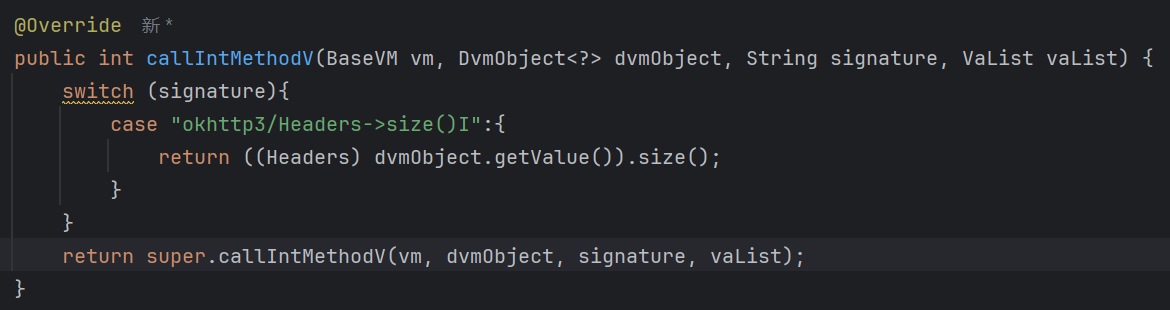 @Override 新 *
public int callIntMethodV(BaseVM vm, DvmObject<?> dvmObject, String signature, VaList vaList) {
    switch (signature){
        case "okhttp3/Headers->size()I":{
            return ((Headers) dvmObject.getValue()).size();
        }
    }
    return super.callIntMethodV(vm, dvmObject, signature, vaList);
}